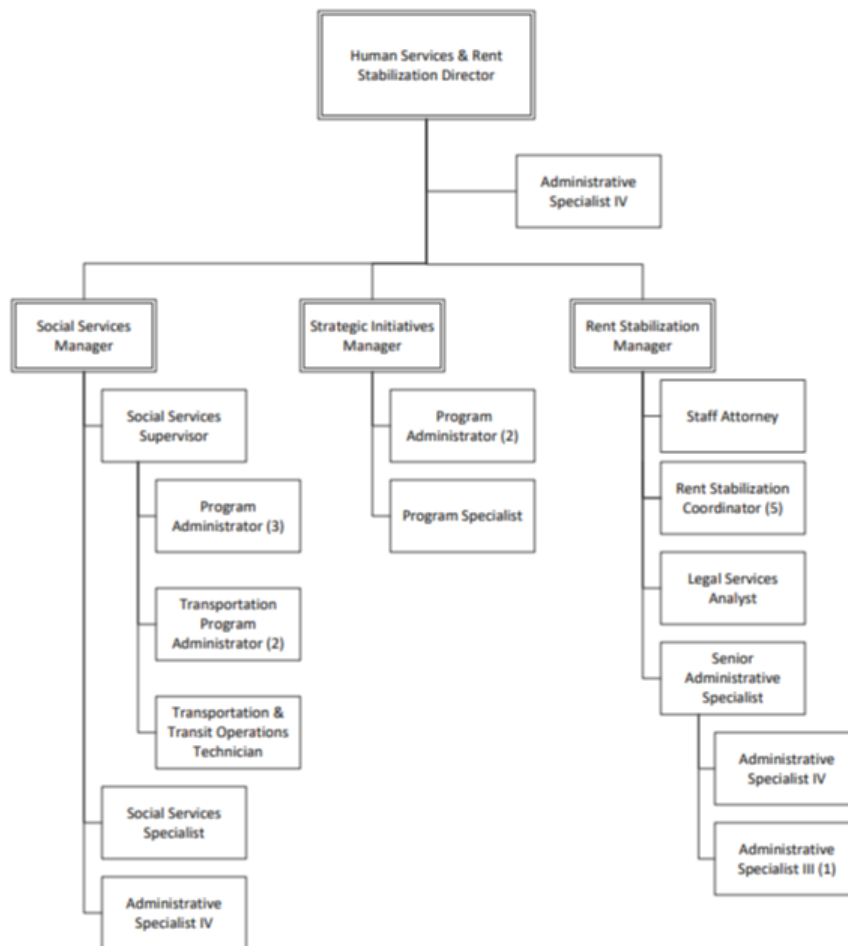 Human Services & Rent
Stabilization Director
Administrative
Specialist IV
Social Services
Manager
Strategic Initiatives
Manager
Rent Stabilization
Manager
Social Services
Supervisor
Program
Administrator (3)
Transportation
Program
Administrator (2)
Transportation &
Transit Operations
Technician
Social Services
Specialist
Administrative
Specialist IV
Program
Administrator (2)
Program Specialist
Staff Attorney
Rent Stabilization
Coordinator (5)
Legal Services
Analyst
Senior
Administrative
Specialist
Administrative
Specialist IV
Administrative
Specialist III (1)